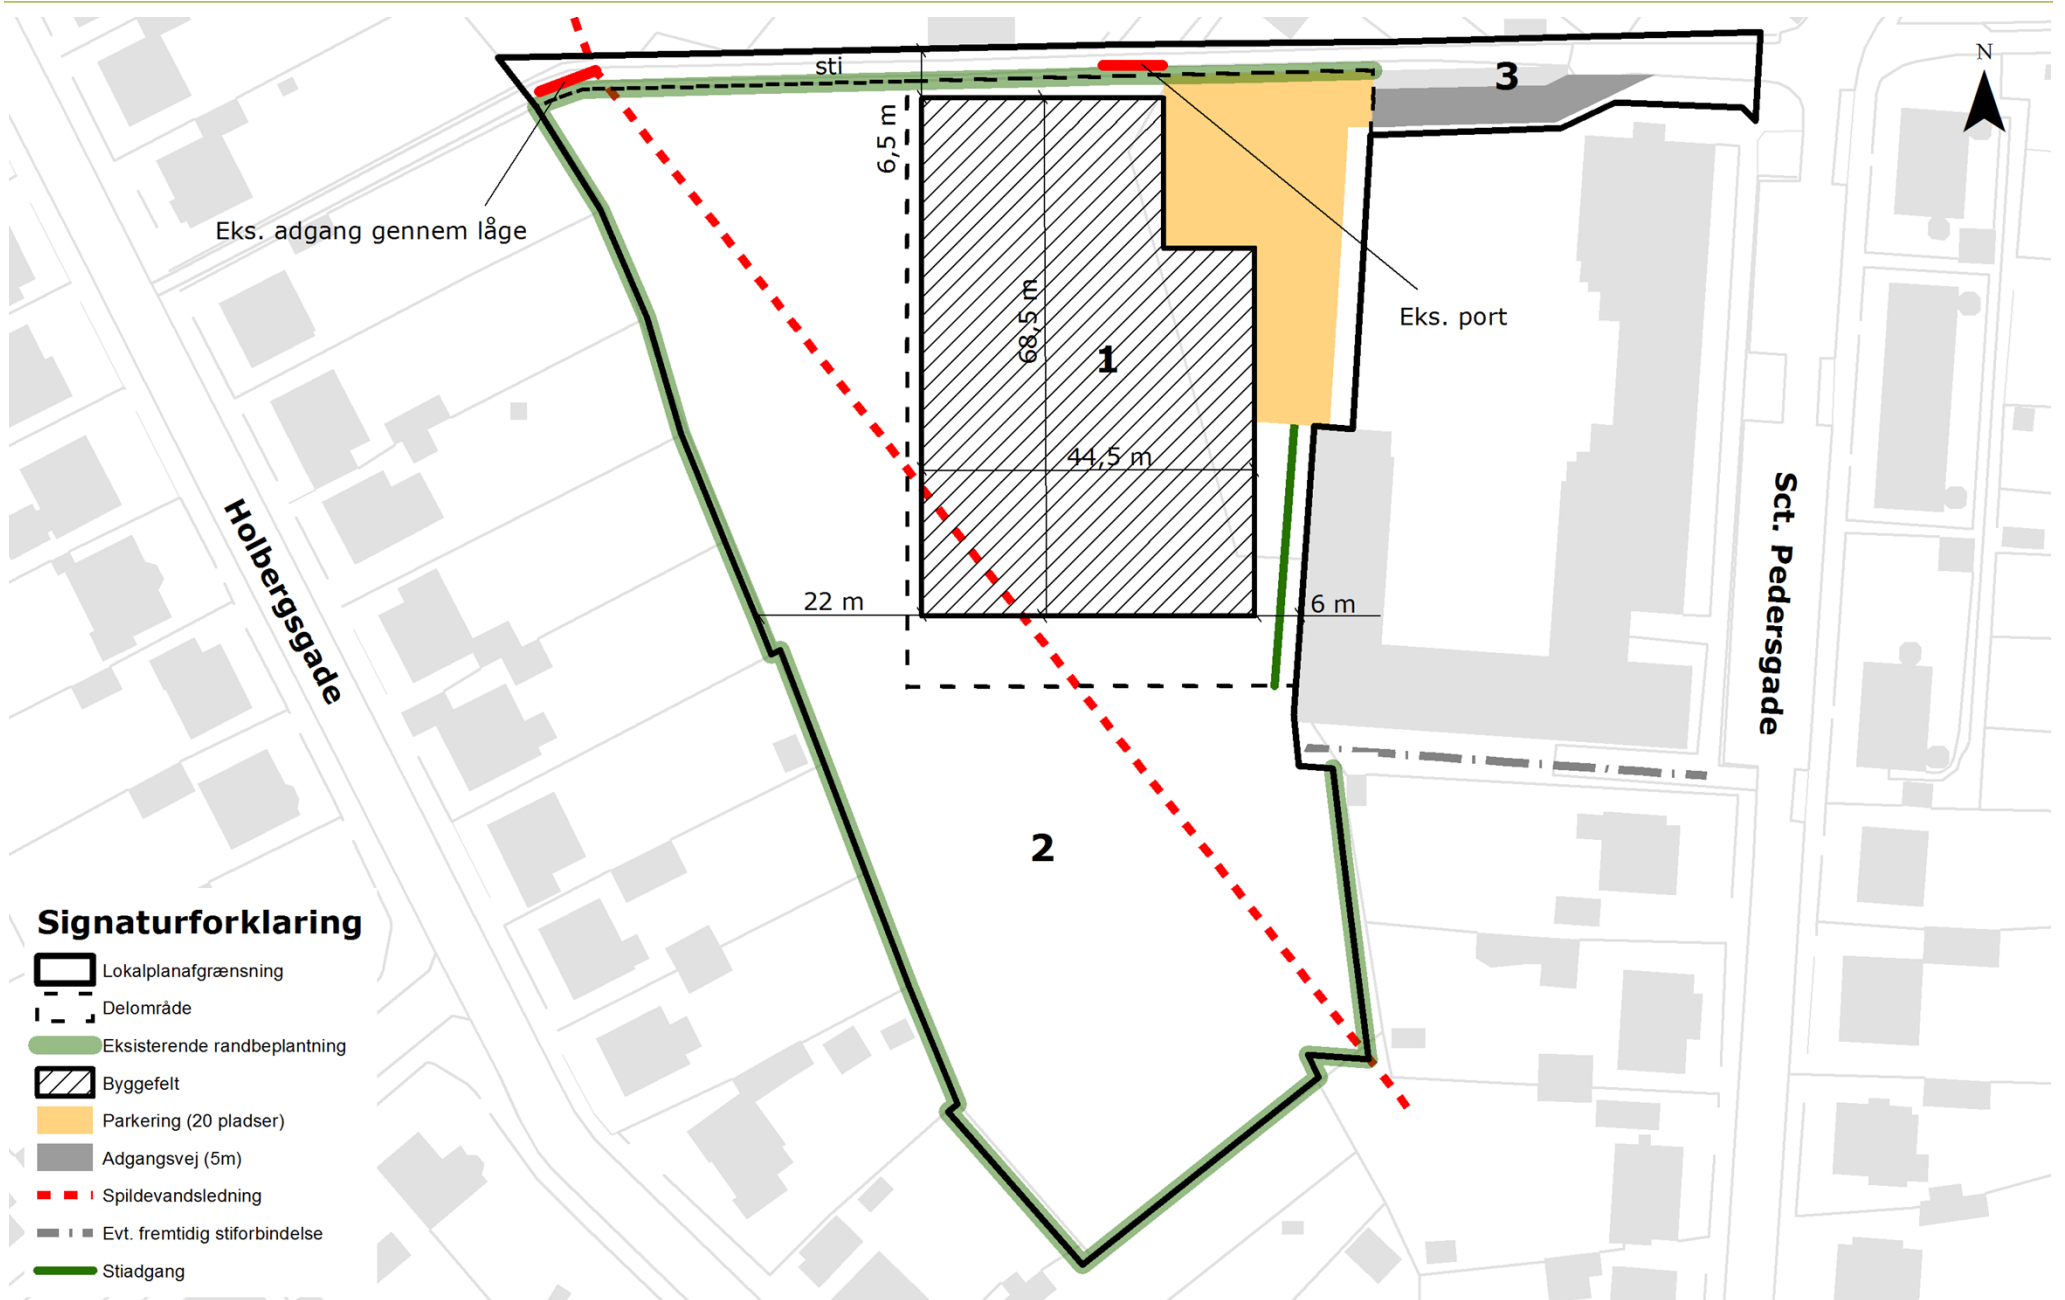 N
sti
3
6,5 m
Eks. adgang gennem låge
68,5 m
Eks. port
1
44,5 m
Holbergsgade
Sct. Pedersgade
22 m
6 m
2
Signaturforklaring
Lokalplanafgrænsning
Delområde
Eksisterende randbeplantning
Byggefelt
Parkering (20 pladser)
Adgangsvej (5m)
Spildevandsledning
Evt. fremtidig stiforbindelse
Stiadgang